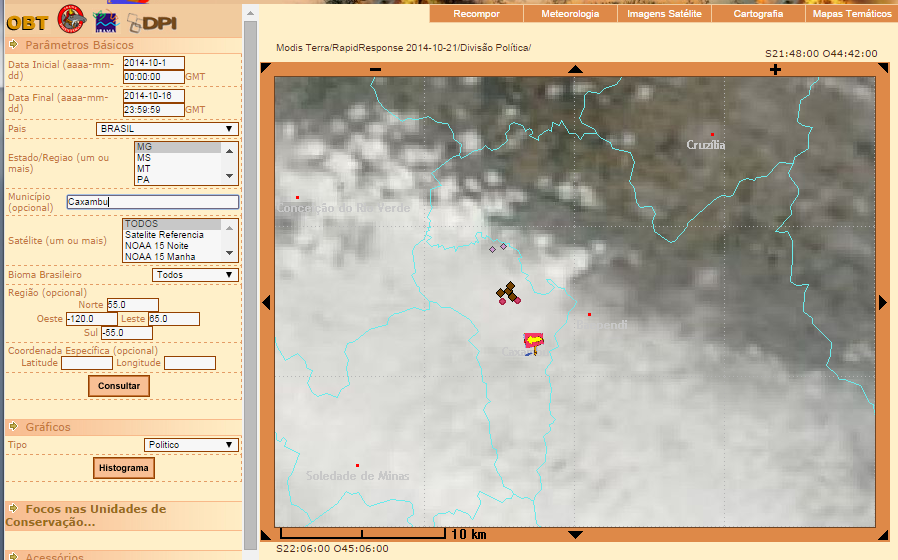 OBT
DPI
Recompor
Meteorologia
Imagens Satélite
Cartografia
Mapas Temáticos
Parâmetros Básicos
Data Inicial (aaaa-mm-dd)
2014-10-1
00:00:00 GMT
Data Final (aaaa-mm-dd)
2014-10-16
23:59:59 GMT
Pais
BRASIL
Estado/Regiao (um ou mais)
MG
MS
MT
PA
Município (opcional)
Caxambu
Satélite (um ou mais)
TODOS
Satelite Referencia
NOAA 15 Noite
NOAA 15 Manha
Bioma Brasileiro
Todos
Região (opcional)
Norte 55.0
Oeste -120.0 Leste 65.0
Sul -55.0
Coordenada Específica (opcional)
Latitude Longitude
Consultar
Gráficos
Tipo
Politico
Histograma
Focos nas Unidades de Conservação...
Acessórios
Modis Terra/RapidResponse 2014-10-21/Divisão Política/
S21:48:00 O44:42:00
Cruzília
Conceição do Rio Verde
Soledade de Minas
10 km
S22:06:00 O45:06:00